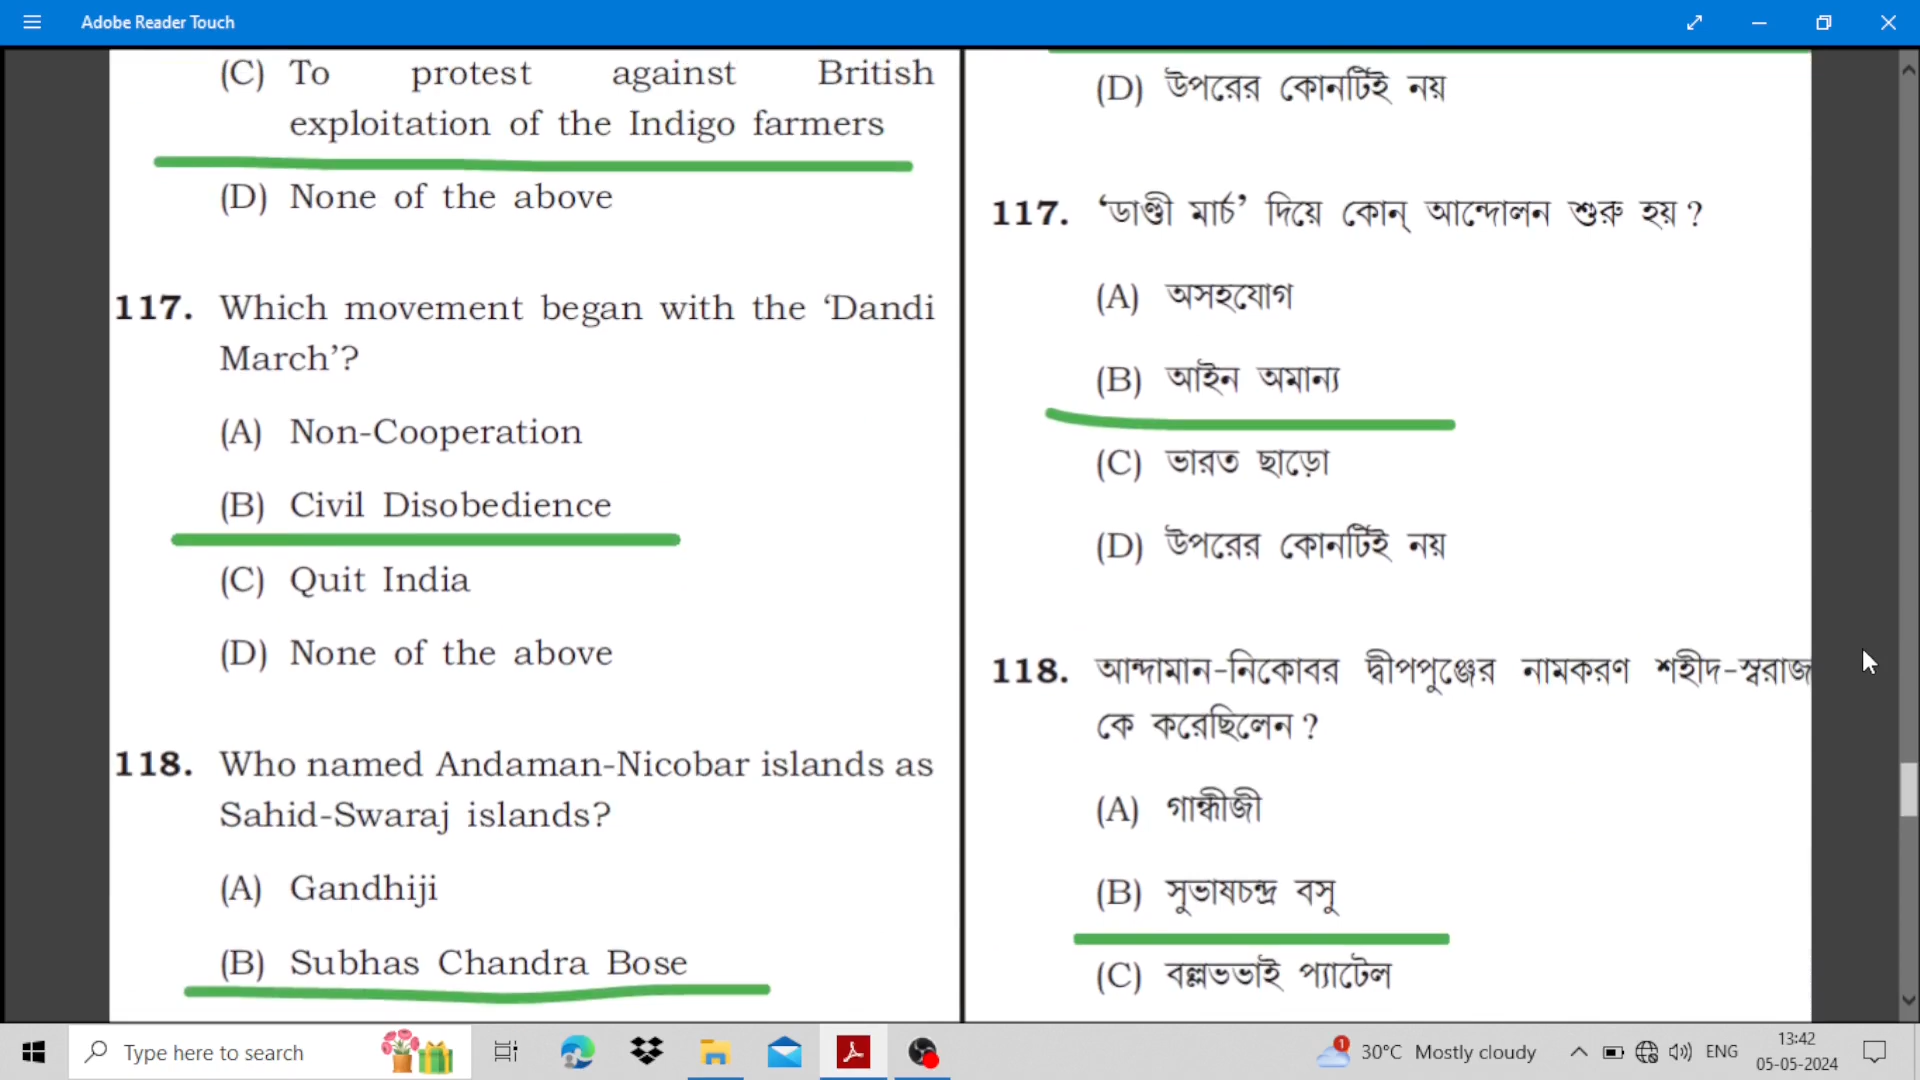 Adobe Reader Touch
(C) To protest against British
exploitation of the Indigo farmers
(D) None of the above
117. Which movement began with the ‘Dandi
March’?
(A) Non-Cooperation
(B) Civil Disobedience
(C) Quit India
(D) None of the above
118. Who named Andaman-Nicobar islands as
Sahid-Swaraj islands?
(A) Gandhiji
(B) Subhas Chandra Bose
(D) উপরের কোনটিই নয়
117. ‘ডাণ্ডী মার্চ’ দিয়ে কোন্ আন্দোলন শুরু হয় ?
(A) অসহযোগ
(B) আইন অমান্য
(C) ভারত ছাড়ো
(D) উপরের কোনটিই নয়
118. আন্দামান-নিকোবর দ্বীপপুঞ্জের নামকরণ শহীদ-স্বরাজ
কে করেছিলেন ?
(A) গান্ধীজী
(B) সুভাষচন্দ্র বসু
(C) বল্লভভাই প্যাটেল
Type here to search
1
30°C Mostly cloudy
ENG
13:42
05-05-2024